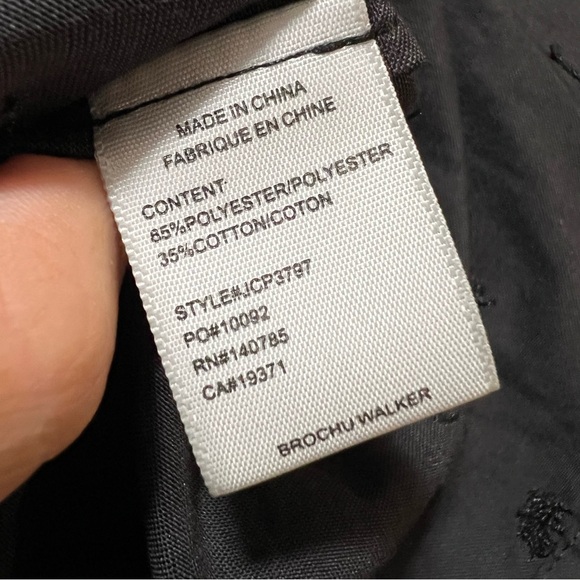 MADE IN CHINA
FABRIQUE EN CHINE
CONTENT
65%POLYESTER/POLYESTER
35%COTTON/COTON
STYLE#JCP3797
PO#10092
RN#140785
CA#19371
BROCHU WALKER